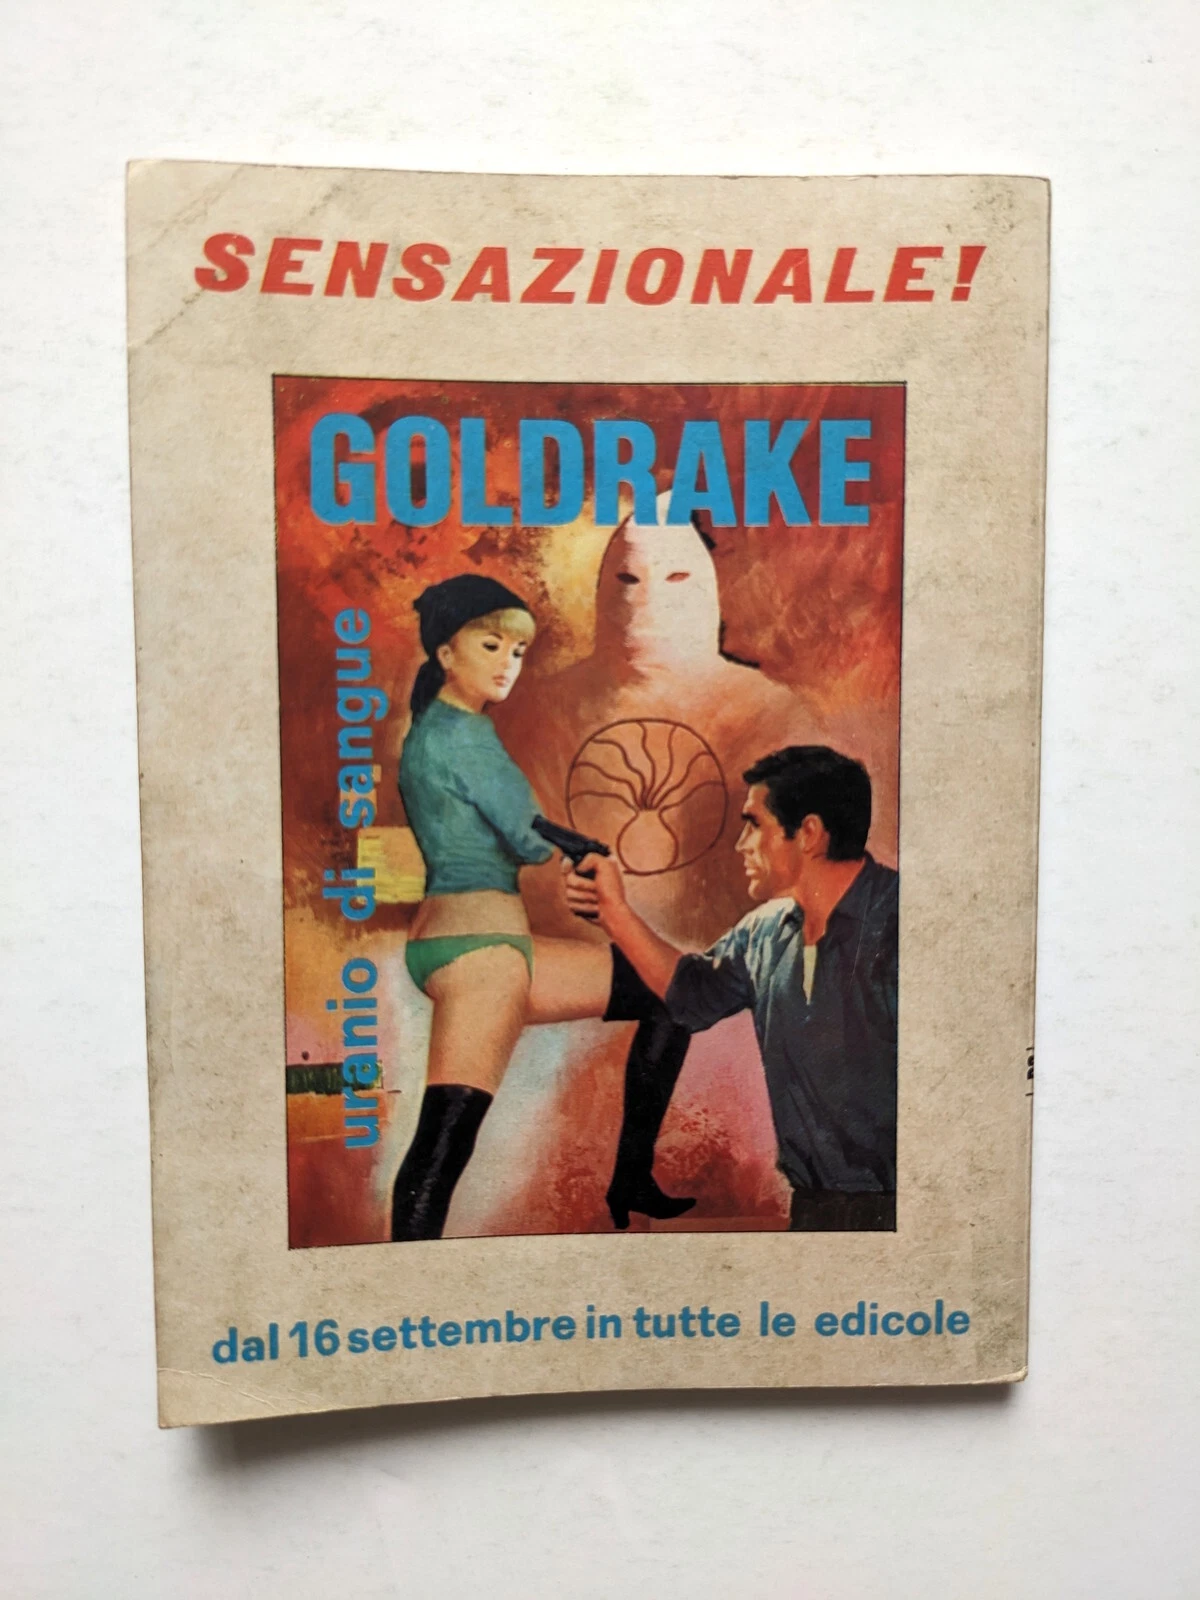 SENSAZIONALE!
GOLDRAKE
uranio di sangue
dal 16 settembre in tutte le edicole